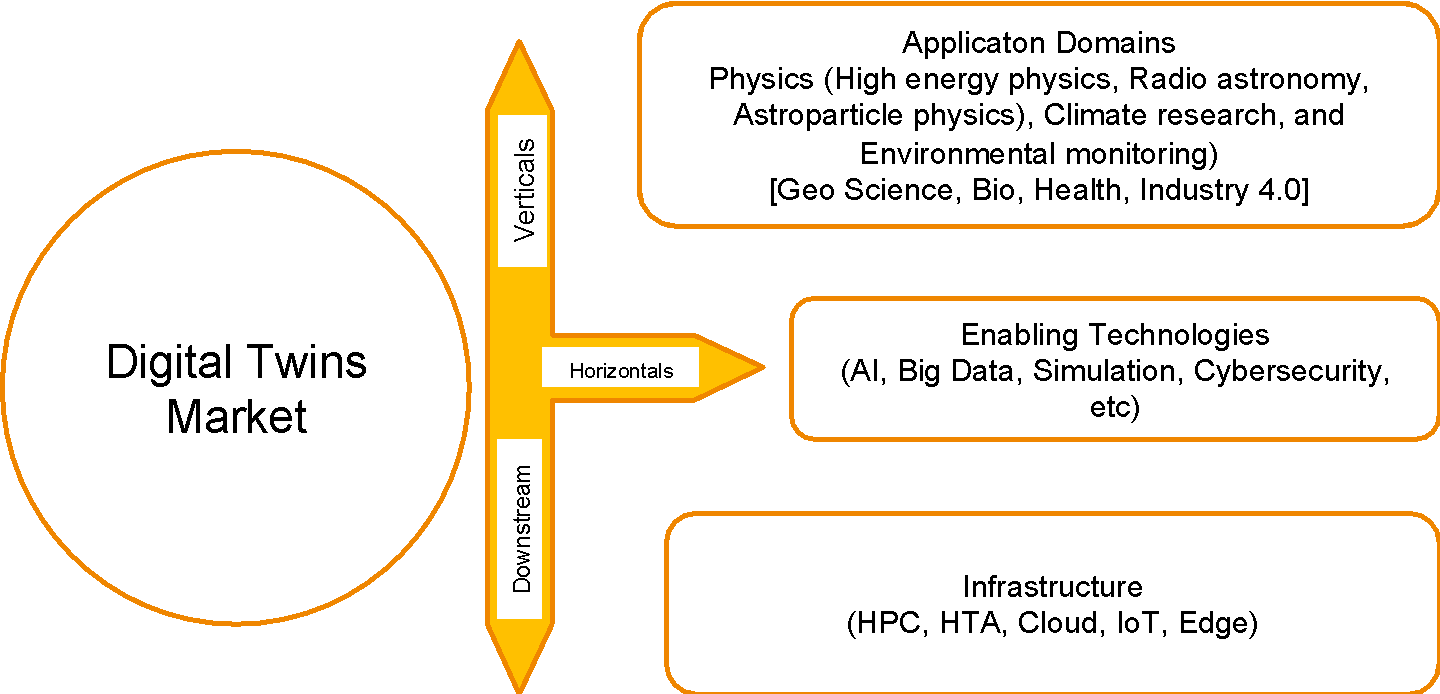 Digital Twins
Market
Verticals
Horizontals
Downstream
Applicaton Domains
Physics (High energy physics, Radio astronomy,
Astroparticle physics), Climate research, and
Environmental monitoring)
[Geo Science, Bio, Health, Industry 4.0]
Enabling Technologies
(AI, Big Data, Simulation, Cybersecurity,
etc)
Infrastructure
(HPC, HTA, Cloud, IoT, Edge)